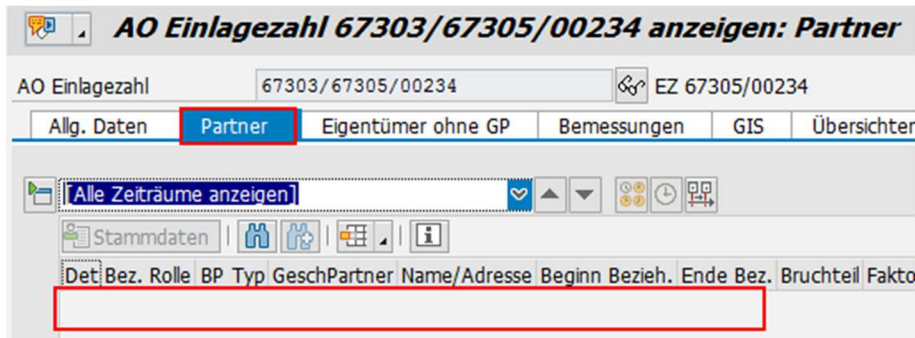 AO Einlagezahl 67303/67305/00234 anzeigen: Partner
AO Einlagezahl 67303/67305/00234 EZ 67305/00234
Allg. Daten Partner Eigentümer ohne GP Bemessungen GIS Übersichten
[Alle Zeiträume anzeigen]
Stammdaten
Det Bez. Rolle BP Typ GeschPartner Name/Adresse Beginn Bezieh. Ende Bez. Bruchteil Fakto